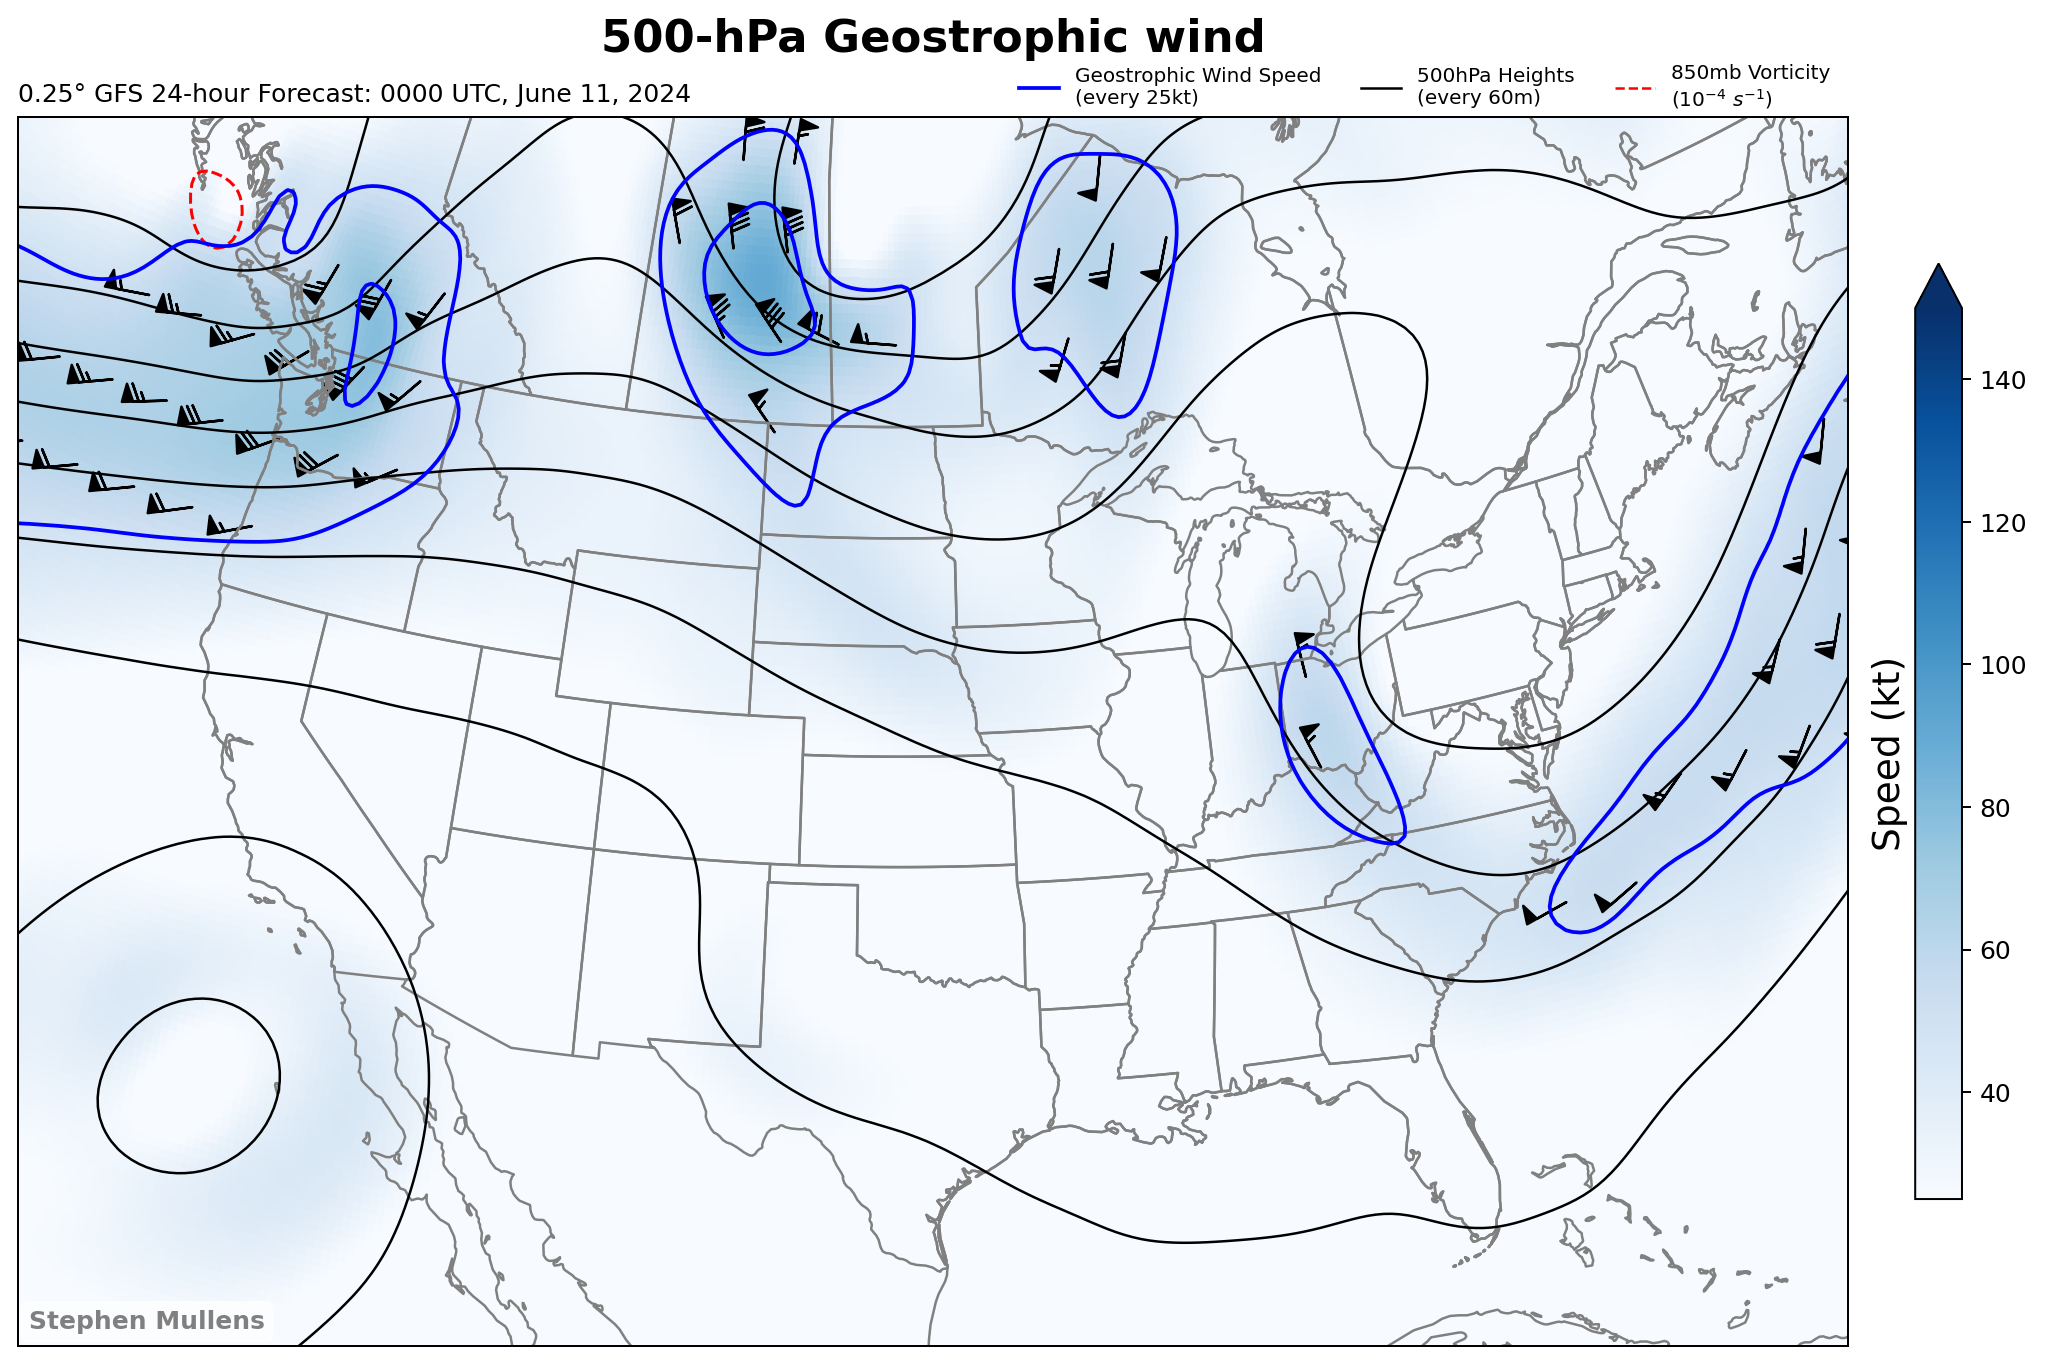 500-hPa Geostrophic wind
0.25° GFS 24-hour Forecast: 0000 UTC, June 11, 2024
Geostrophic Wind Speed
(every 25kt)
500hPa Heights
(every 60m)
850mb Vorticity
(10⁻⁴ s⁻¹)
140
120
100
80
60
40
Speed (kt)
Stephen Mullens